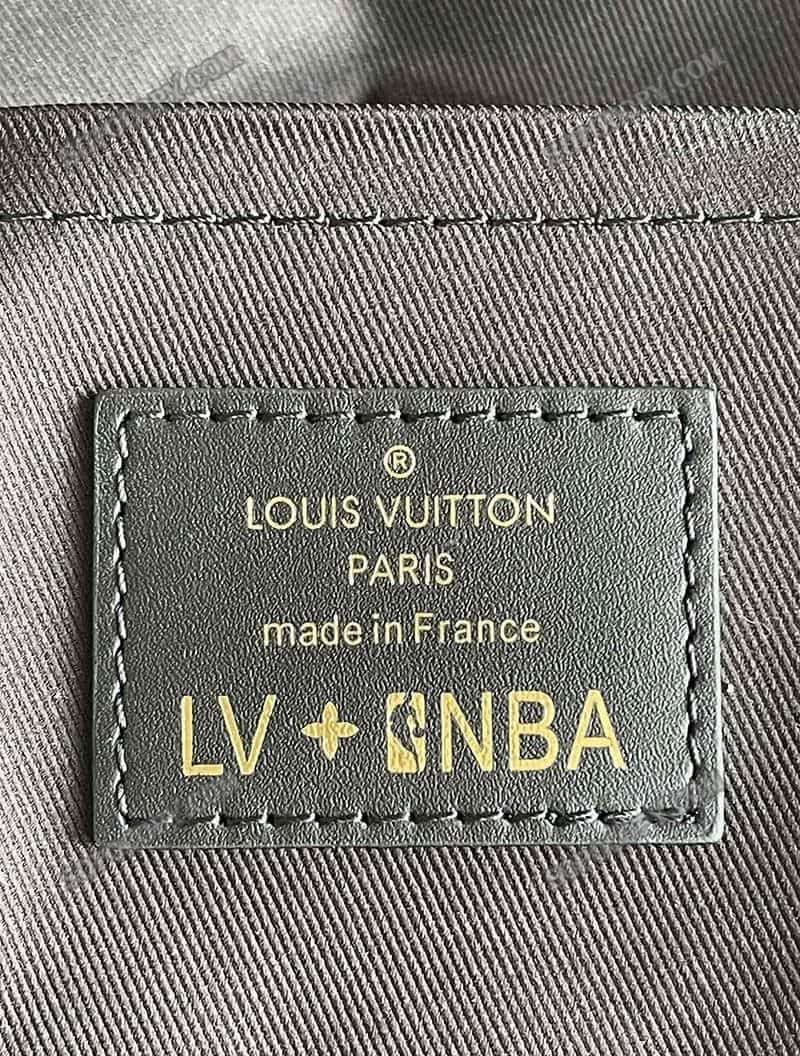 ®
LOUIS VUITTON
PARIS
made in France
LV NBA